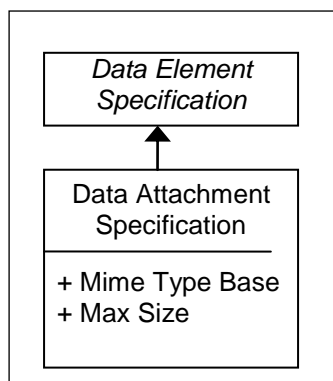 Data Element
Specification
Data Attachment
Specification
+ Mime Type Base
+ Max Size